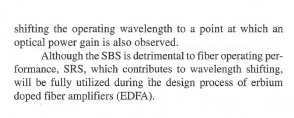 shifting the operating wavelength to a point at which an
optical power gain is also observed.
Although the SBS is detrimental to fiber operating per-
formance, SRS, which contributes to wavelength shifting,
will be fully utilized during the design process of erbium
doped fiber amplifiers (EDFA).